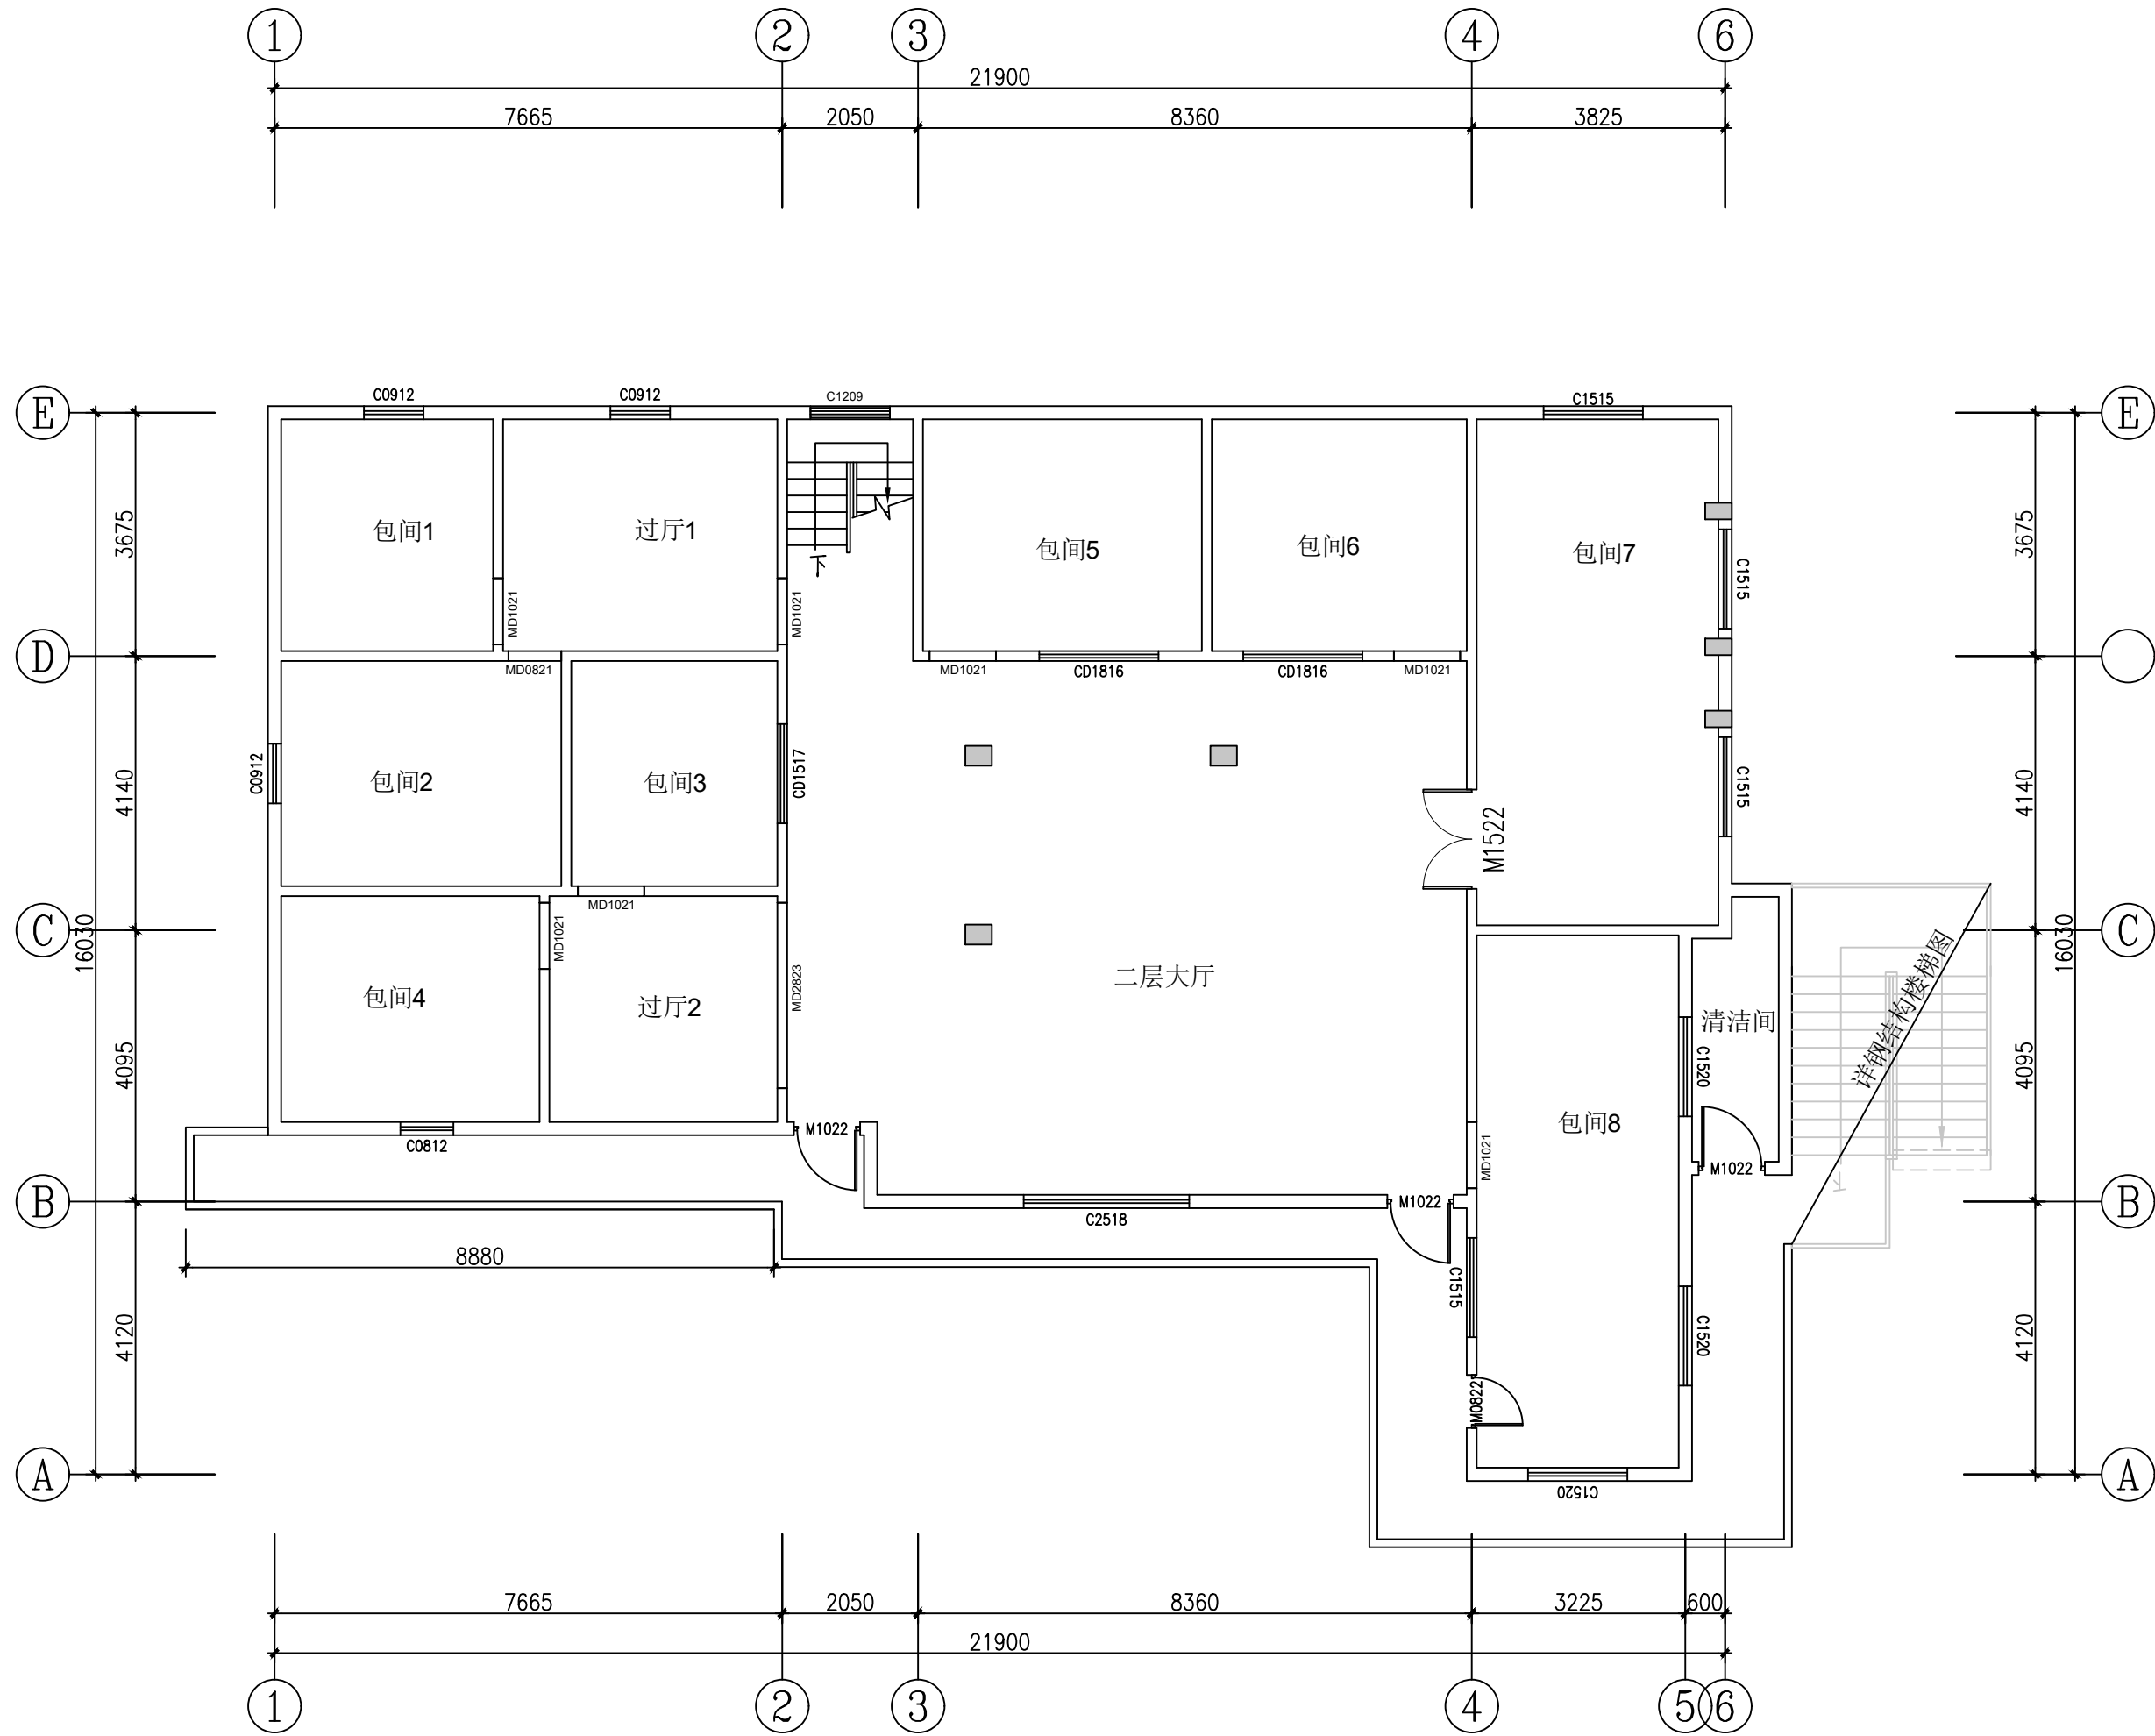 1 2 3 4 6
21900
7665 2050 8360 3825
E C0912 C0912 C1209 C1515 E
3675 包间1 过厅1 包间5 包间6 包间7 3675
下
C1515
MD1021 MD1021
D MD0821 MD1021 CD1816 CD1816 MD1021
4140 C0912 包间2 包间3 CD1517 C1515 4140
M1522
MD1021
C 16030 MD1021 16030 C
二层大厅
4095 包间4 过厅2 MD2823 清洁间 详钢结构楼梯图 4095
C1520
C0812 M1022 包间8 MD1021 M1022
B C2518 M1022 B
8880 C1515
4120 C1520 4120
M0822
A C1520 A
7665 2050 8360 3225 600
21900
1 2 3 4 5 6